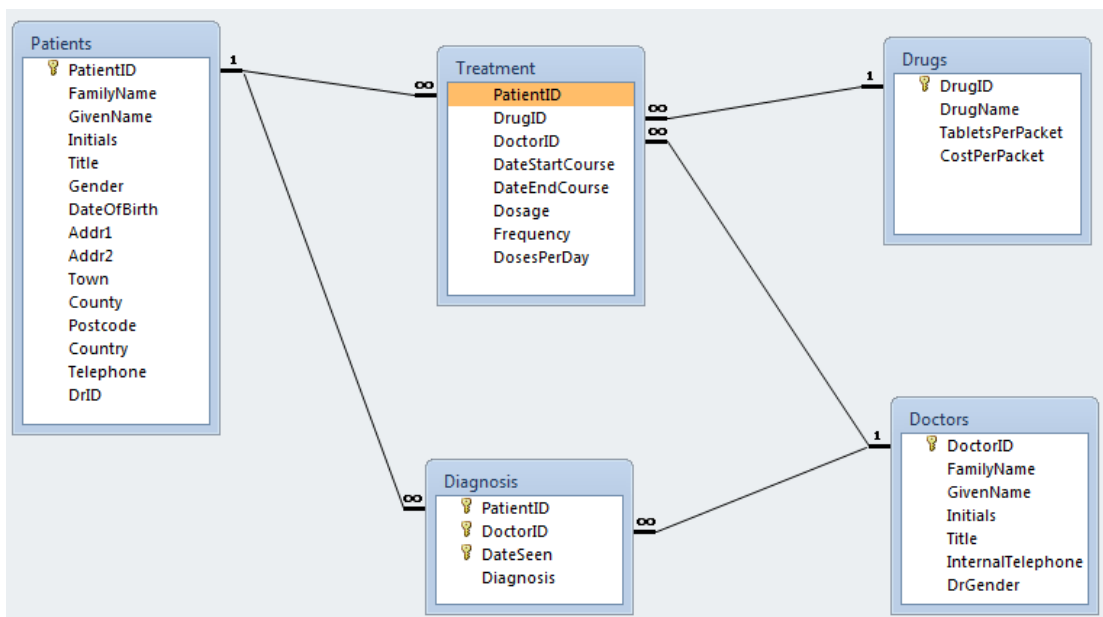 Patients
PatientID
FamilyName
GivenName
Initials
Title
Gender
DateOfBirth
Addr1
Addr2
Town
County
Postcode
Country
Telephone
DrID
1
∞
Treatment
PatientID
DrugID
DoctorID
DateStartCourse
DateEndCourse
Dosage
Frequency
DosesPerDay
∞
∞
1
Drugs
DrugID
DrugName
TabletsPerPacket
CostPerPacket
∞
Diagnosis
PatientID
DoctorID
DateSeen
Diagnosis
∞
1
Doctors
DoctorID
FamilyName
GivenName
Initials
Title
InternalTelephone
DrGender